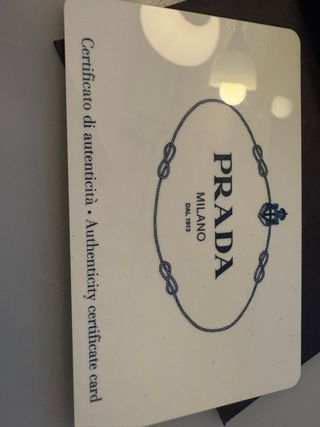 PRADA
MILANO
DAL 1913
Certificato di autenticità • Authenticity certificate card